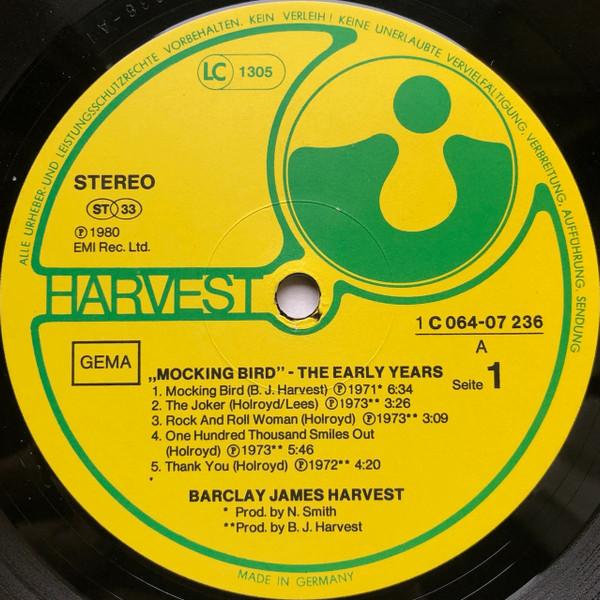 ALLE URHEBER- UND LEISTUNGSSCHUTZRECHTE VORBEHALTEN. KEIN VERLEIH! KEINE UNERLAUBTE VERVIELFÄLTIGUNG, VERBREITUNG, AUFFÜHRUNG, SENDUNG
LC 1305
STEREO
ST 33
Ⓟ 1980
EMI Rec. Ltd.
HARVEST
1 C 064-07 236
GEMA
A
Seite 1
„MOCKING BIRD” - THE EARLY YEARS
1. Mocking Bird (B. J. Harvest) Ⓟ 1971* 6:34
2. The Joker (Holroyd/Lees) Ⓟ 1973** 3:26
3. Rock And Roll Woman (Holroyd) Ⓟ 1973** 3:09
4. One Hundred Thousand Smiles Out
(Holroyd) Ⓟ 1973** 5:46
5. Thank You (Holroyd) Ⓟ 1972** 4:20
BARCLAY JAMES HARVEST
* Prod. by N. Smith
**Prod. by B. J. Harvest
MADE IN GERMANY